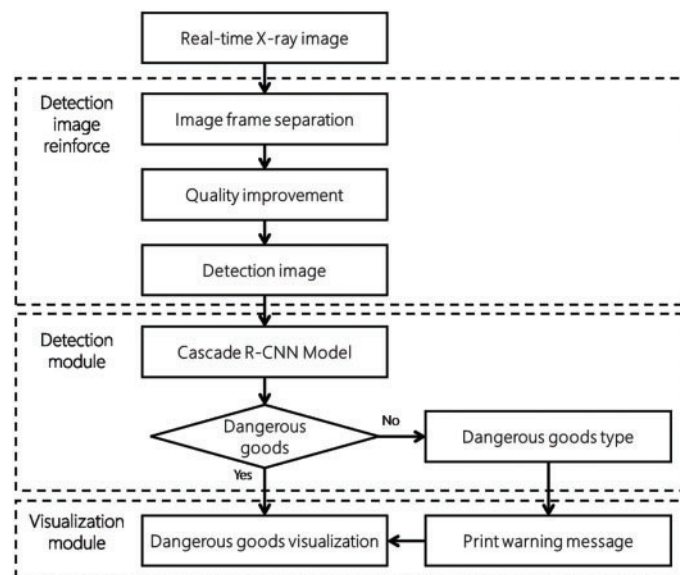 Real-time X-ray image
Detection
image
reinforce
Image frame separation
Quality improvement
Detection image
Detection
module
Cascade R-CNN Model
Dangerous
goods
No
Dangerous goods type
Yes
Visualization
module
Dangerous goods visualization
Print warning message